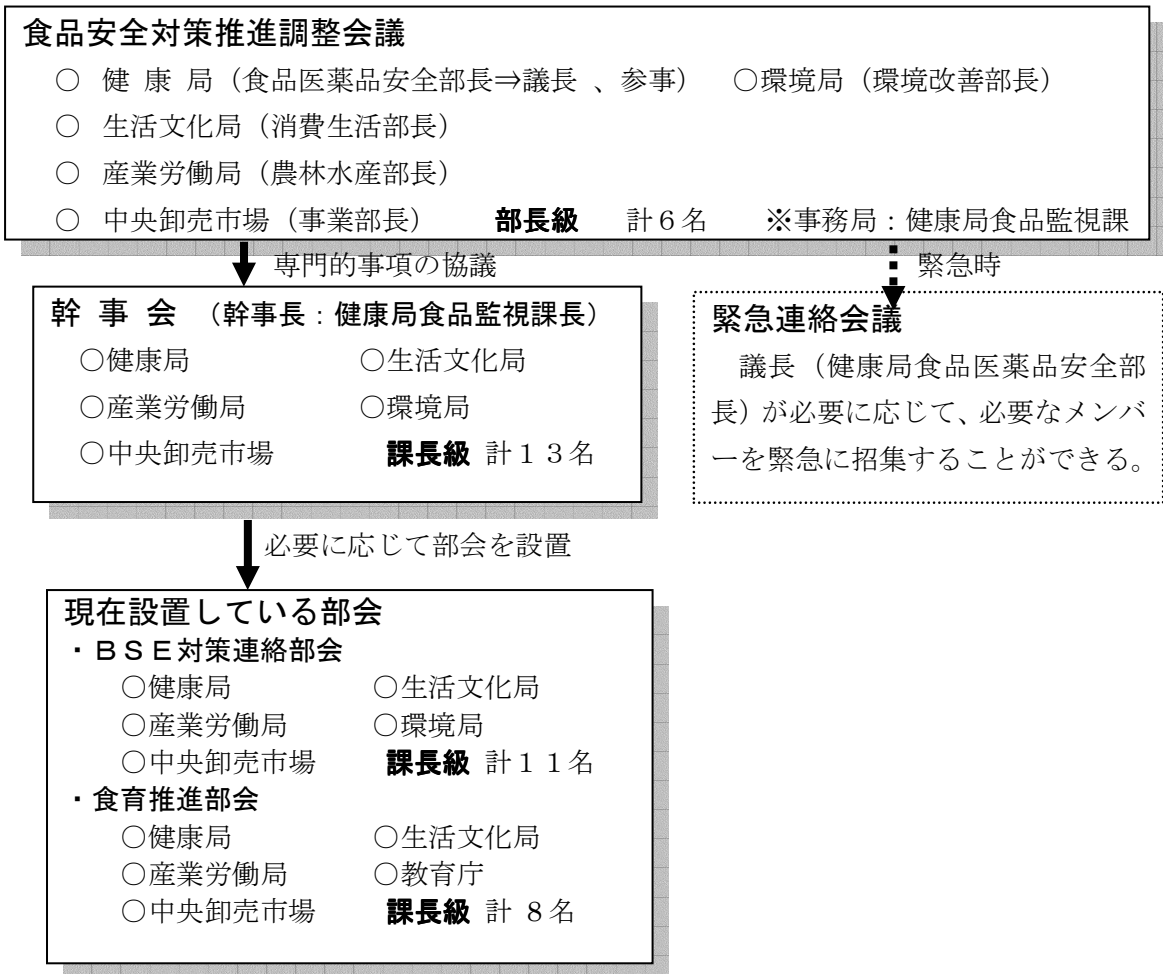 食品安全対策推進調整会議
○ 健 康 局（食品医薬品安全部長⇒議長 、参事） ○環境局（環境改善部長）
○ 生活文化局（消費生活部長）
○ 産業労働局（農林水産部長）
○ 中央卸売市場（事業部長） 部長級 計６名 ※事務局：健康局食品監視課
専門的事項の協議
緊急時
幹 事 会 （幹事長：健康局食品監視課長）
○健康局 ○生活文化局
○産業労働局 ○環境局
○中央卸売市場 課長級 計１３名
緊急連絡会議
議長（健康局食品医薬品安全部
長）が必要に応じて、必要なメンバ
ーを緊急に招集することができる。
必要に応じて部会を設置
現在設置している部会
・ＢＳＥ対策連絡部会
○健康局 ○生活文化局
○産業労働局 ○環境局
○中央卸売市場 課長級 計１１名
・食育推進部会
○健康局 ○生活文化局
○産業労働局 ○教育庁
○中央卸売市場 課長級 計 ８名